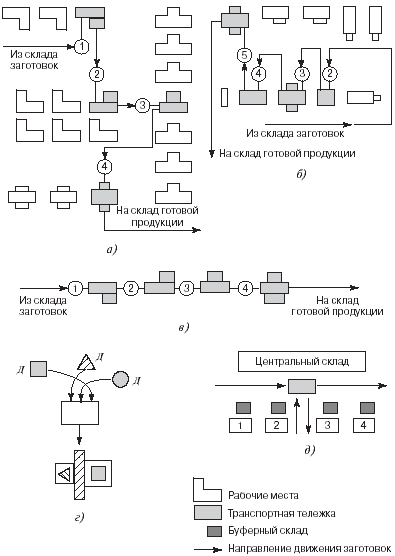 Из склада
заготовок
1
2
3
4
На склад готовой
продукции
а)
5
4
3
2
Из склада заготовок
На склад готовой продукции
б)
1
2
3
4
Из склада
заготовок
На склад
готовой продукции
в)
Д
Д
Д
г)
Центральный склад
1
2
3
4
д)
Рабочие места
Транспортная тележка
Буферный склад
Направление движения заготовок